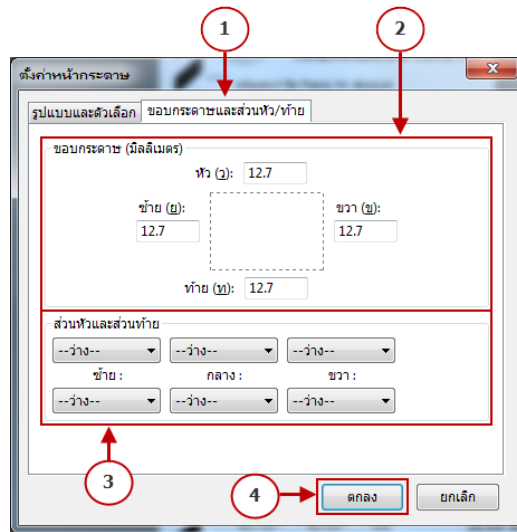 1 2
ตั้งค่าหน้ากระดาษ
รูปแบบและตัวเลือก ขอบกระดาษและส่วนหัว/ท้าย
ขอบกระดาษ (มิลลิเมตร)
หัว (ว): 12.7
ซ้าย (ย): ขวา (ข):
12.7 12.7
ท้าย (ท): 12.7
ส่วนหัวและส่วนท้าย
--ว่าง-- --ว่าง-- --ว่าง--
ซ้าย : กลาง : ขวา :
--ว่าง-- --ว่าง-- --ว่าง--
3 4 ตกลง ยกเลิก